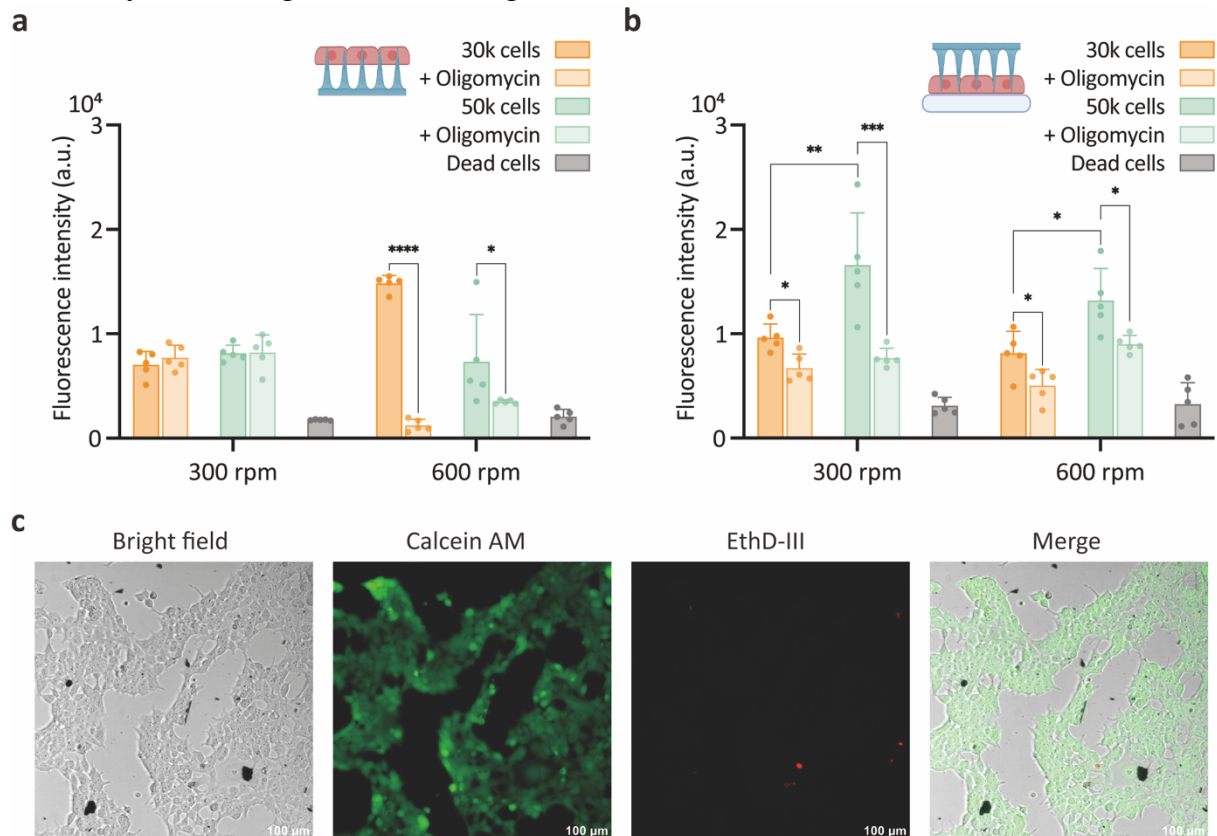 a
30k cells
+ Oligomycin
50k cells
+ Oligomycin
Dead cells
10⁴
3
2
1
0
Fluorescence intensity (a.u.)
****
*
300 rpm
600 rpm
b
30k cells
+ Oligomycin
50k cells
+ Oligomycin
Dead cells
10⁴
3
2
1
0
Fluorescence intensity (a.u.)
**
***
*
*
*
*
300 rpm
600 rpm
c
Bright field
Calcein AM
EthD-III
Merge
100 µm
100 µm
100 µm
100 µm